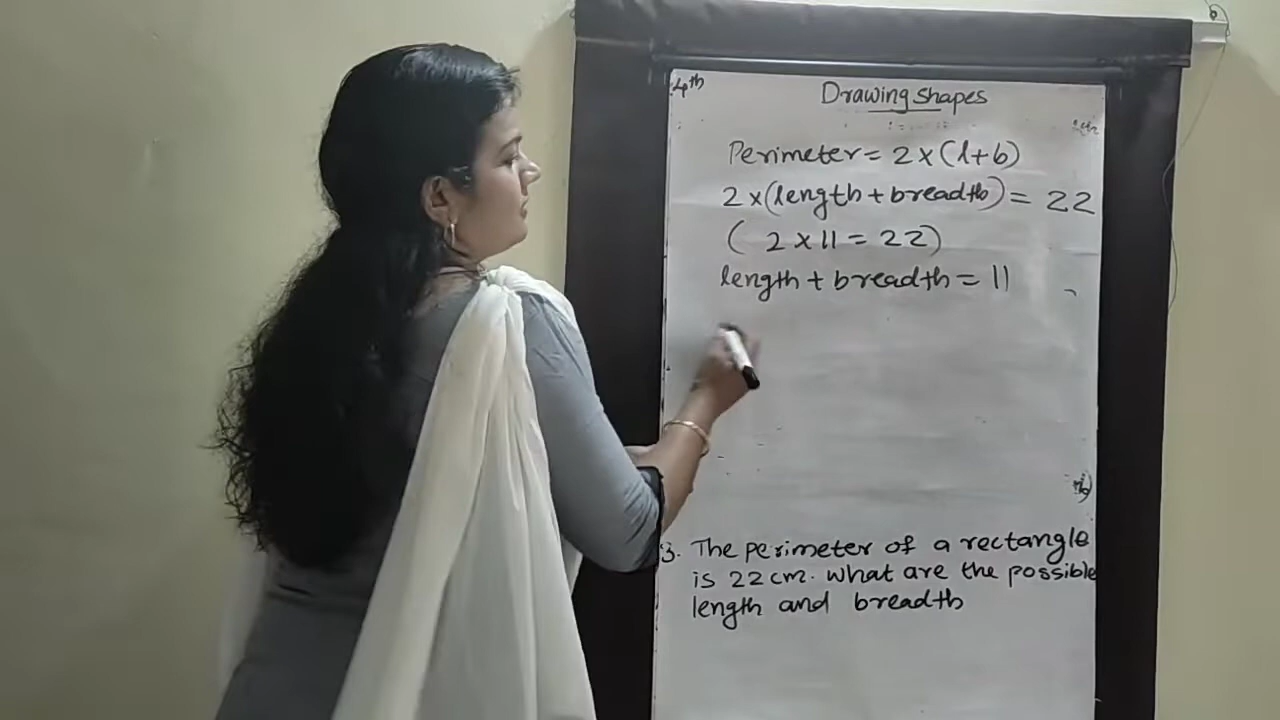 4th
Drawing shapes
Perimeter = 2 × (l + b)
2 × (length + breadth) = 22
( 2 × 11 = 22)
length + breadth = 11
3. The perimeter of a rectangle
is 22 cm. What are the possible
length and breadth